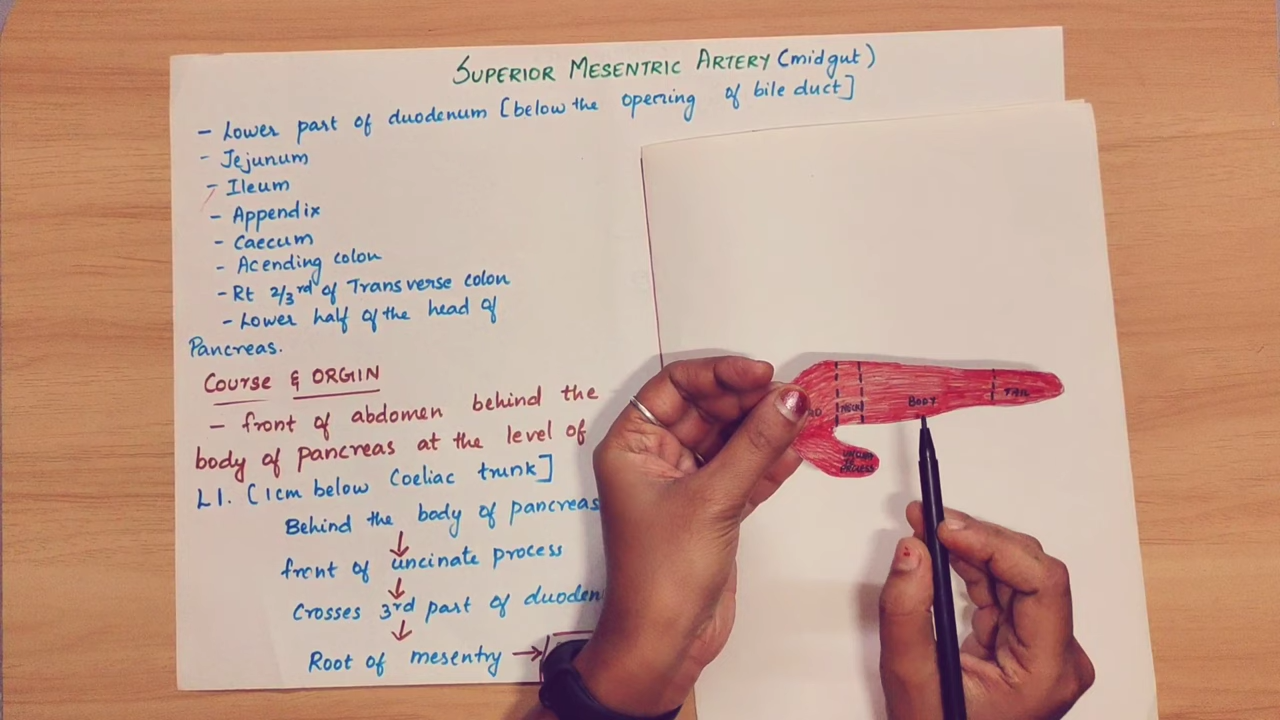 SUPERIOR MESENTRIC ARTERY (midgut)
- Lower part of duodenum [below the opening of bile duct]
- Jejunum
- Ileum
- Appendix
- Caecum
- Acending colon
- Rt 2/3rd of Transverse colon
- Lower half of the head of
Pancreas.
Course & ORGIN
- front of abdomen behind the
body of pancreas at the level of
L1. [1cm below Coeliac trunk]
Behind the body of pancreas
↓
front of uncinate process
↓
Crosses 3rd part of duoden
↓
Root of mesentry →
NECK
BODY
TAIL
PROCESS